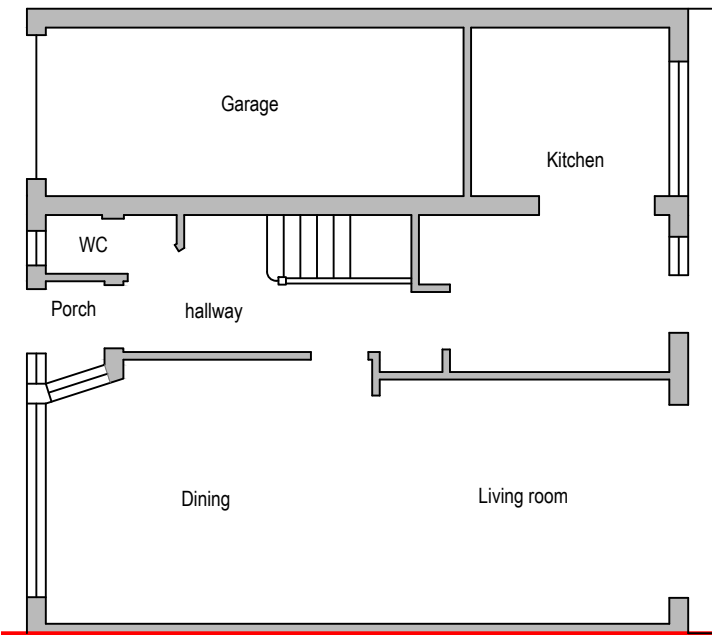 Garage
Kitchen
WC
Porch
hallway
Dining
Living room